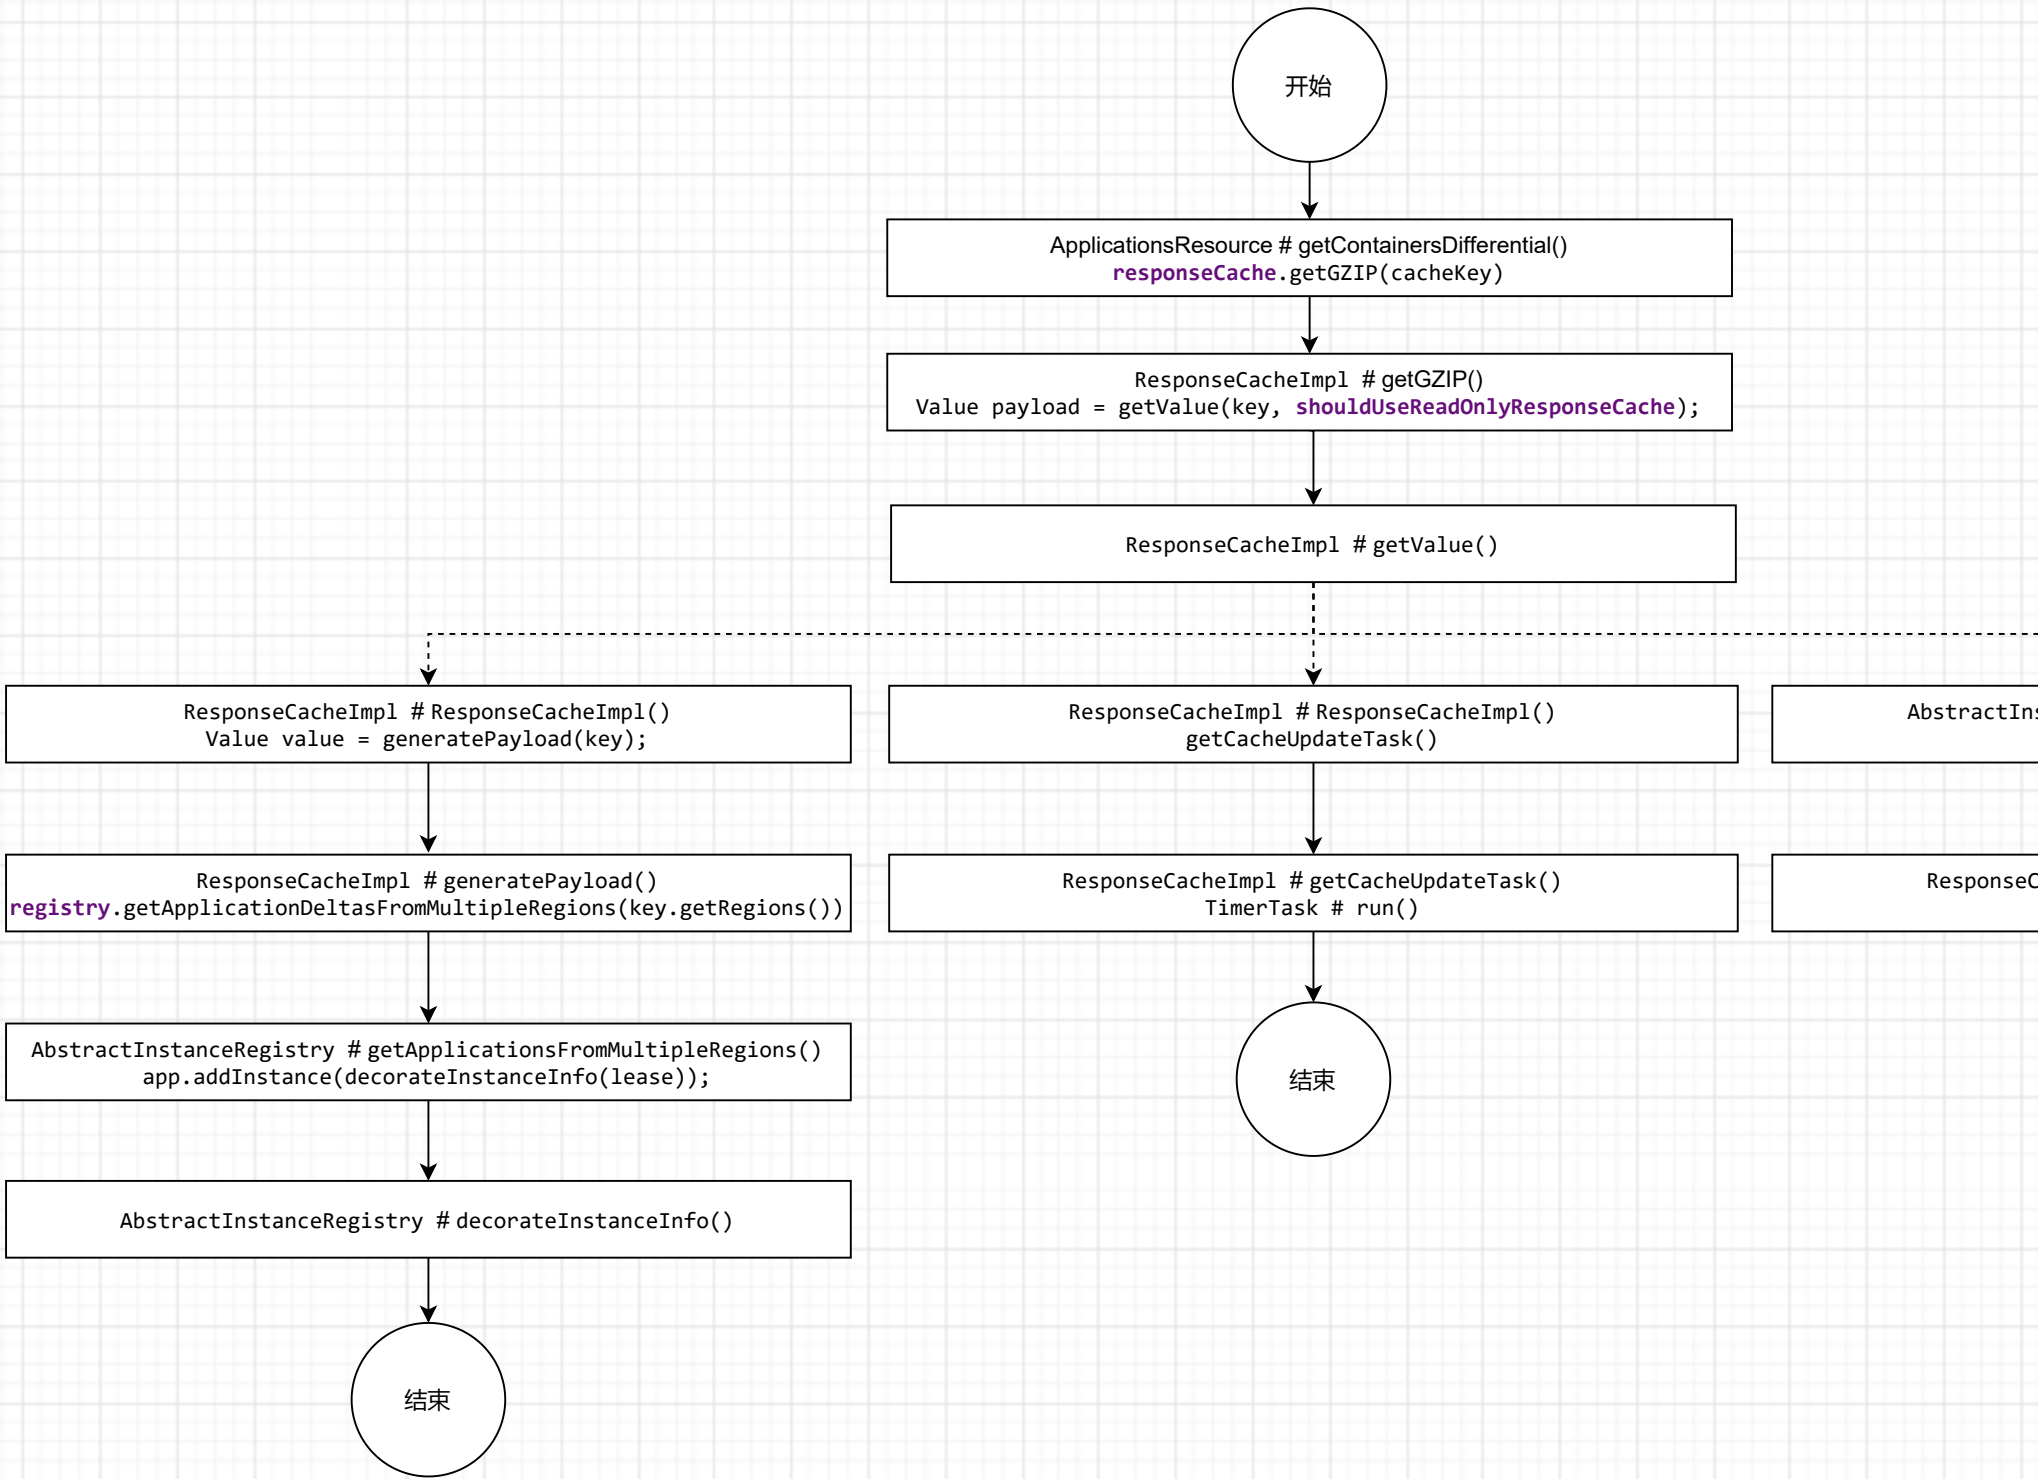 开始
ApplicationsResource # getContainersDifferential()
responseCache.getGZIP(cacheKey)
ResponseCacheImpl # getGZIP()
Value payload = getValue(key, shouldUseReadOnlyResponseCache);
ResponseCacheImpl # getValue()
ResponseCacheImpl # ResponseCacheImpl()
Value value = generatePayload(key);
ResponseCacheImpl # ResponseCacheImpl()
getCacheUpdateTask()
ResponseCacheImpl # generatePayload()
registry.getApplicationDeltasFromMultipleRegions(key.getRegions())
ResponseCacheImpl # getCacheUpdateTask()
TimerTask # run()
AbstractInstanceRegistry # getApplicationsFromMultipleRegions()
app.addInstance(decorateInstanceInfo(lease));
结束
AbstractInstanceRegistry # decorateInstanceInfo()
结束